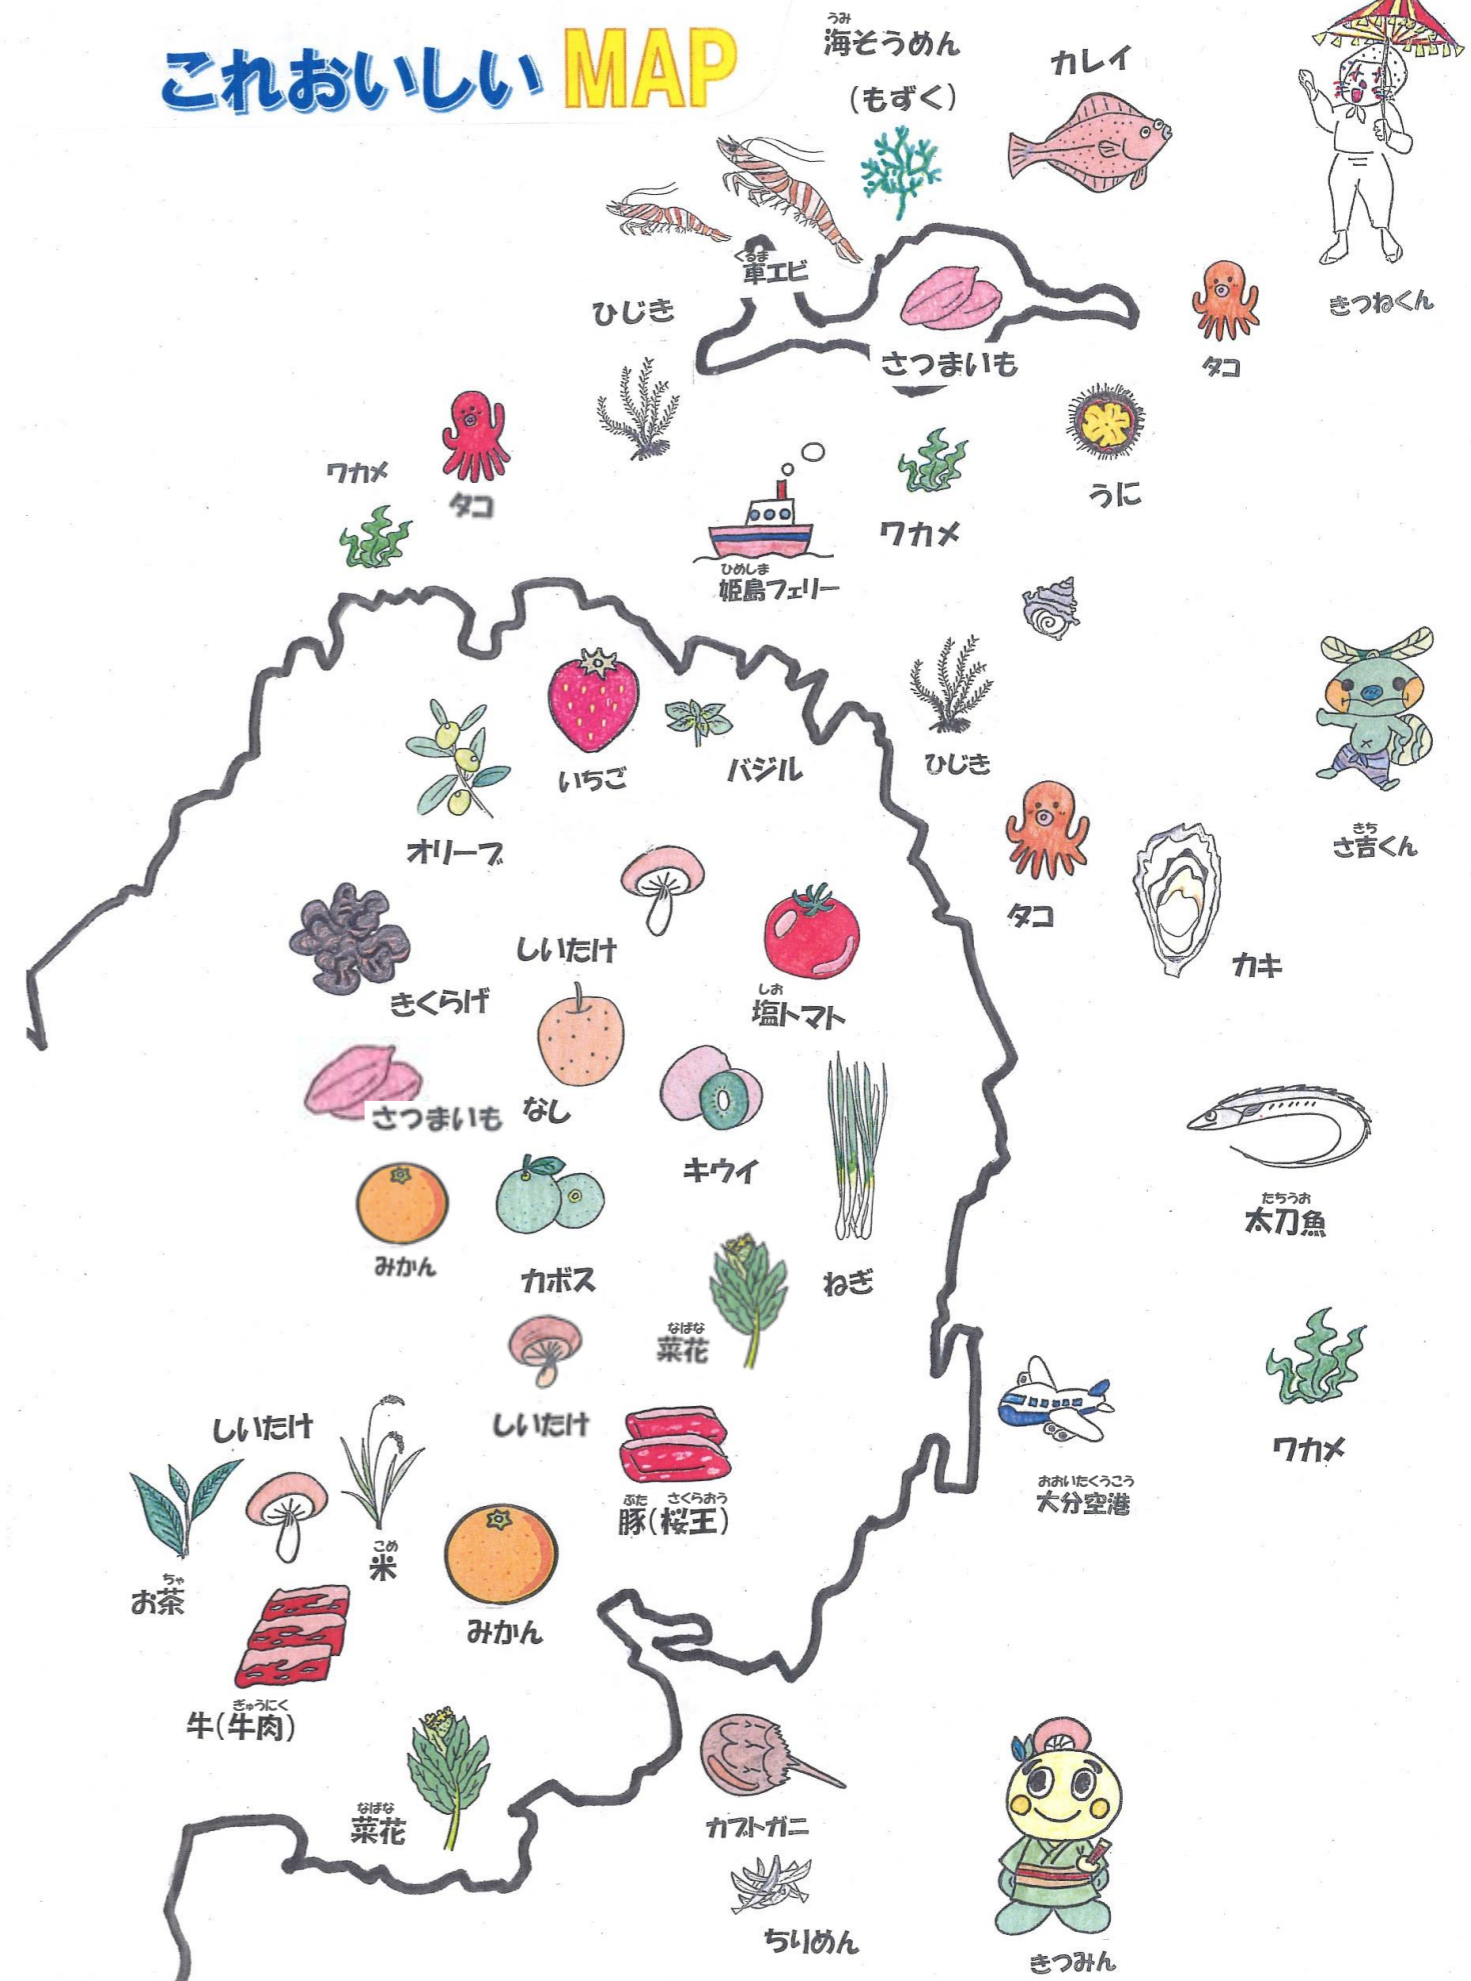 これおいしいMAP
うみ
海そうめん
(もずく)
カレイ
くるま
車エビ
ひじき
さつまいも
タコ
きつねくん
ワカメ
タコ
ワカメ
うに
ひめしま
姫島フェリー
いちご
バジル
ひじき
オリーブ
きち
さ吉くん
しいたけ
タコ
カキ
きくらげ
しお
塩トマト
さつまいも
なし
キウイ
たちうお
太刀魚
みかん
カボス
ねぎ
なばな
菜花
しいたけ
しいたけ
ワカメ
おおいたくうこう
大分空港
ぶた さくらおう
豚(桜王)
こめ
米
ちゃ
お茶
みかん
ぎゅうにく
牛(牛肉)
なばな
菜花
カブトガニ
ちりめん
きつみん